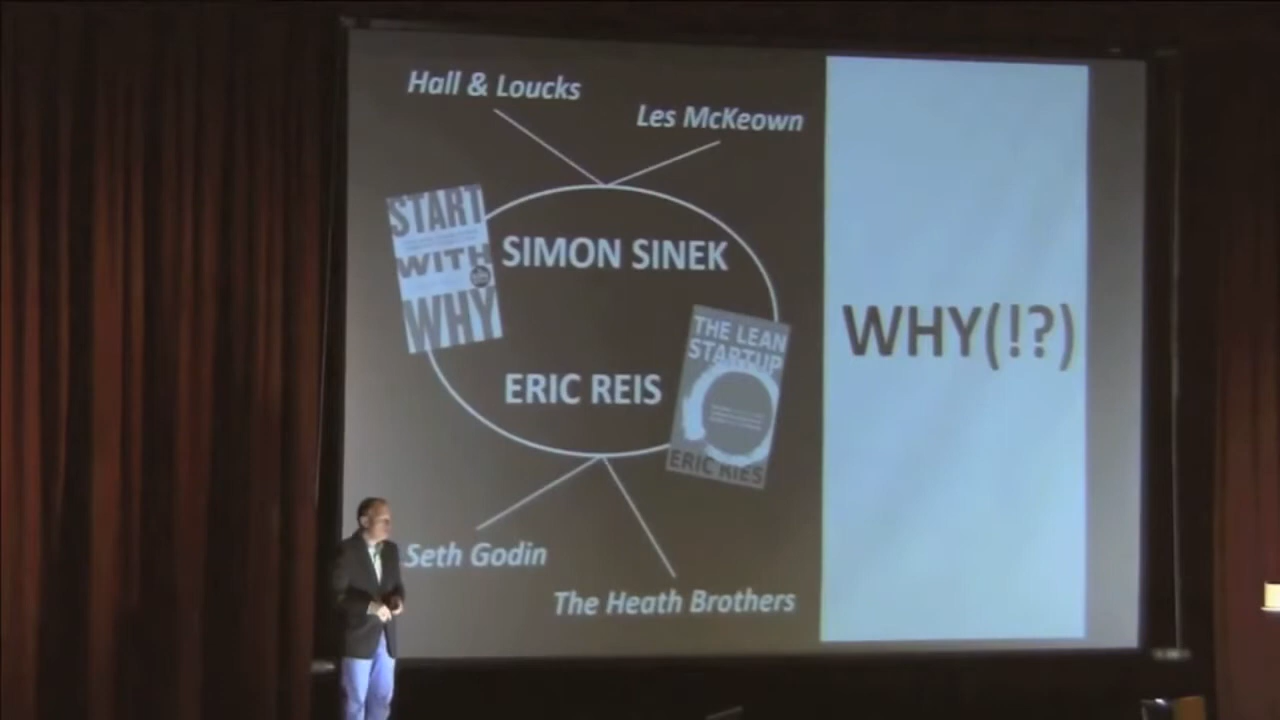 Hall & Loucks
Les McKeown
START
WITH
WHY
SIMON SINEK
THE LEAN
STARTUP
ERIC REIS
ERIC RIES
Seth Godin
The Heath Brothers
WHY(!?)